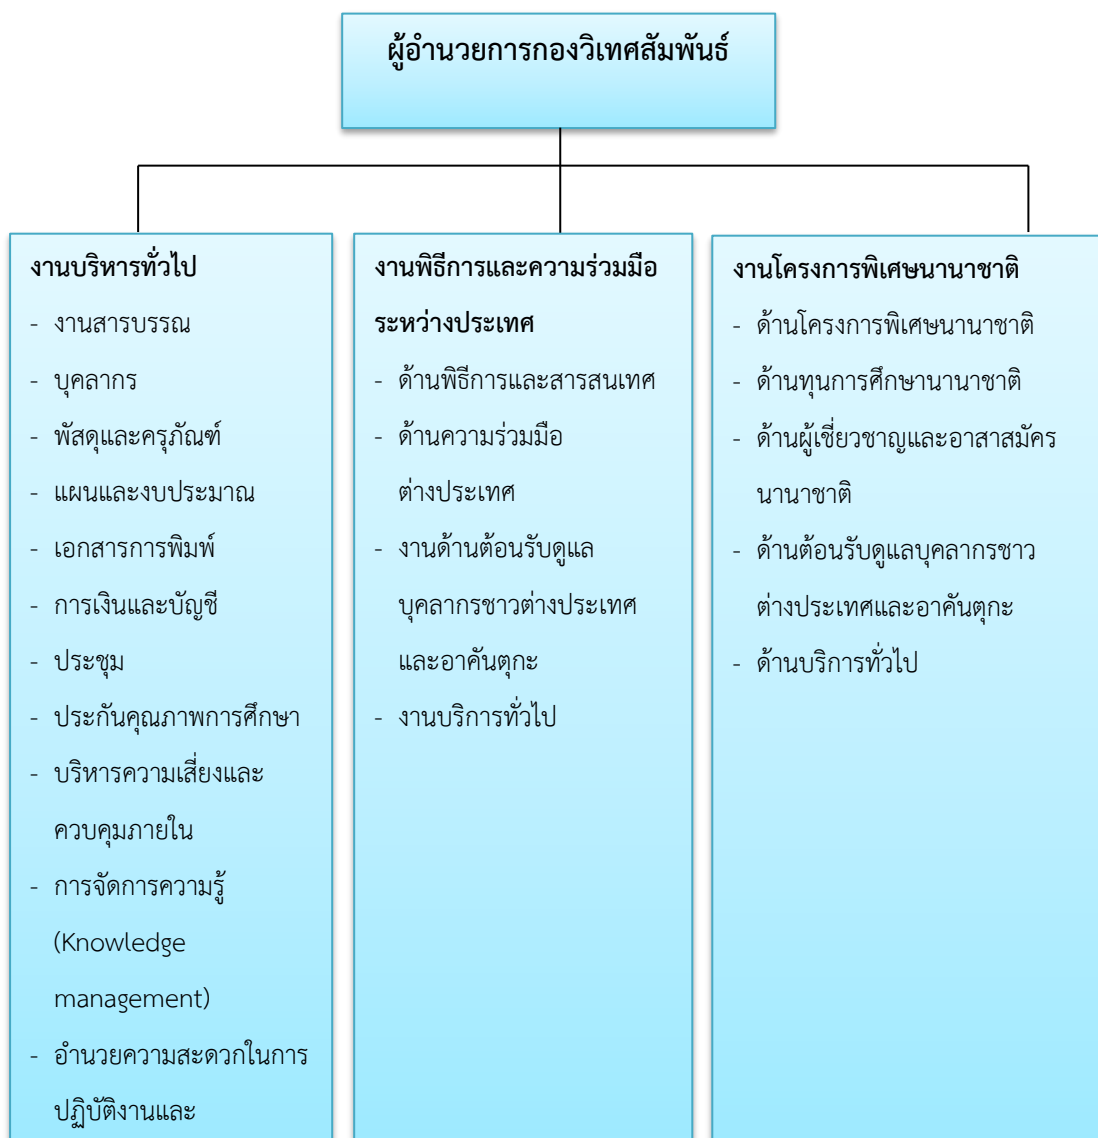 ผู้อำนวยการกองวิเทศสัมพันธ์
งานบริหารทั่วไป
- งานสารบรรณ
- บุคลากร
- พัสดุและครุภัณฑ์
- แผนและงบประมาณ
- เอกสารการพิมพ์
- การเงินและบัญชี
- ประชุม
- ประกันคุณภาพการศึกษา
- บริหารความเสี่ยงและ
ควบคุมภายใน
- การจัดการความรู้
(Knowledge
management)
- อำนวยความสะดวกในการ
ปฏิบัติงานและ
งานพิธีการและความร่วมมือ
ระหว่างประเทศ
- ด้านพิธีการและสารสนเทศ
- ด้านความร่วมมือ
ต่างประเทศ
- งานด้านต้อนรับดูแล
บุคลากรชาวต่างประเทศ
และอาคันตุกะ
- งานบริการทั่วไป
งานโครงการพิเศษนานาชาติ
- ด้านโครงการพิเศษนานาชาติ
- ด้านทุนการศึกษานานาชาติ
- ด้านผู้เชี่ยวชาญและอาสาสมัคร
นานาชาติ
- ด้านต้อนรับดูแลบุคลากรชาว
ต่างประเทศและอาคันตุกะ
- ด้านบริการทั่วไป